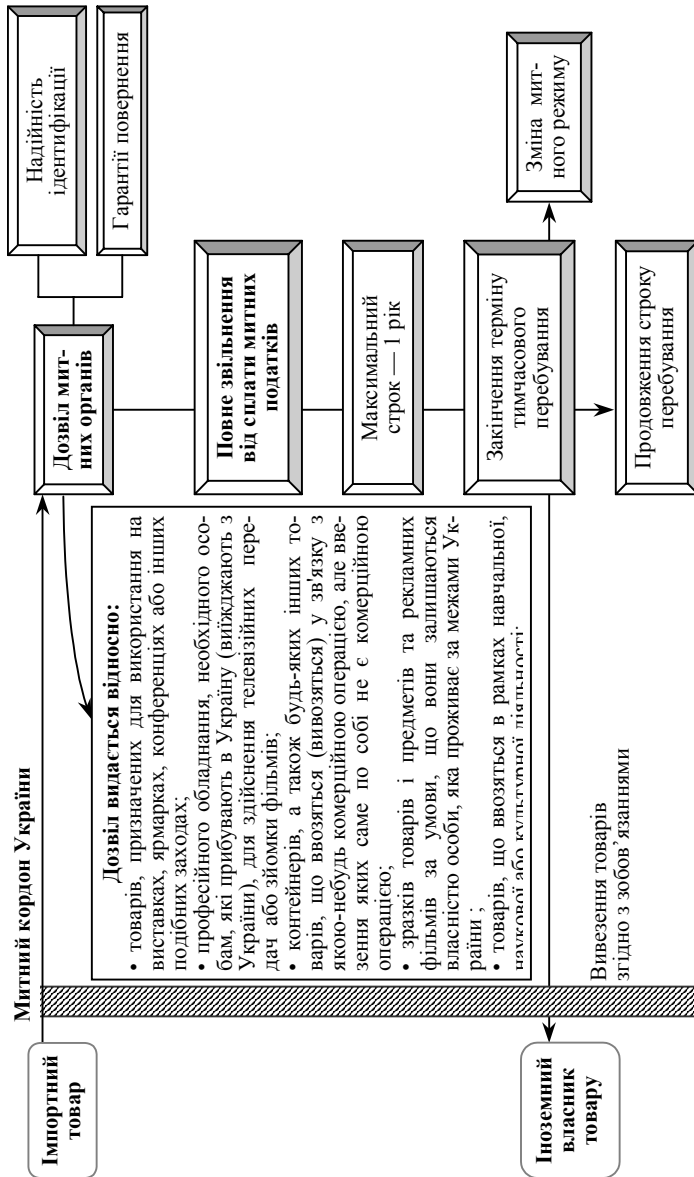 Митний кордон України
Імпортний
товар
Дозвіл мит-
них органів
Надійність
ідентифікації
Гарантії повернення
Дозвіл видається відносно:
• товарів, призначених для використання на
виставках, ярмарках, конференціях або інших
подібних заходах;
• професійного обладнання, необхідного осо-
бам, які прибувають в Україну (виїжджають з
України), для здійснення телевізійних пере-
дач або зйомки фільмів;
• контейнерів, а також будь-яких інших то-
варів, що ввозяться (вивозяться) у зв'язку з
якою-небудь комерційною операцією, але вве-
зення яких саме по собі не є комерційною
операцією;
• зразків товарів і предметів та рекламних
фільмів за умови, що вони залишаються
власністю особи, яка проживає за межами Ук-
раїни ;
• товарів, що ввозяться в рамках навчальної,
наукової або культурної діяльності;
Повне звільнення
від сплати митних
податків
Максимальний
строк — 1 рік
Закінчення терміну
тимчасового
перебування
Зміна мит-
ного режиму
Продовження строку
перебування
Іноземний
власник
товару
Вивезення товарів
згідно з зобов'язаннями